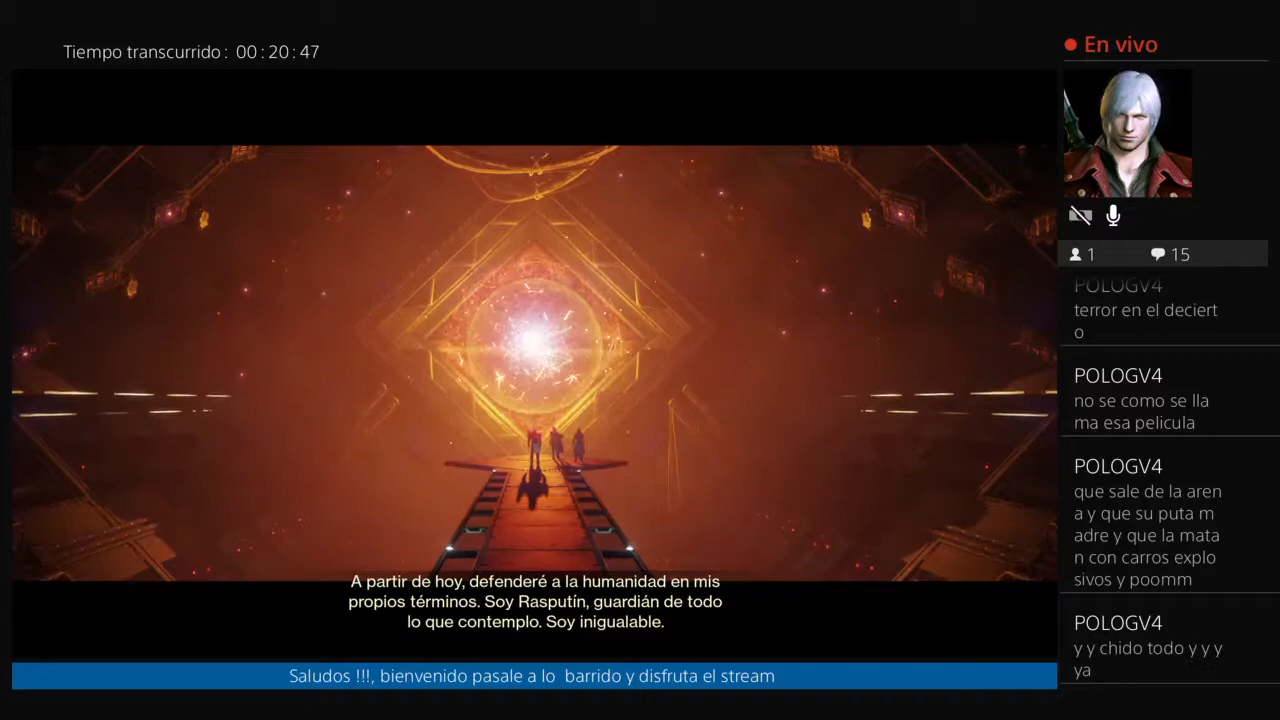 Tiempo transcurrido: 00:20:47
En vivo
1 15
POLOGV4
terror en el deciert
o
POLOGV4
no se como se lla
ma esa pelicula
POLOGV4
que sale de la aren
a y que su puta m
adre y que la mata
n con carros explo
sivos y poomm
POLOGV4
y y chido todo y y y
ya
A partir de hoy, defenderé a la humanidad en mis
propios términos. Soy Rasputín, guardián de todo
lo que contemplo. Soy inigualable.
Saludos !!!, bienvenido pasale a lo barrido y disfruta el stream